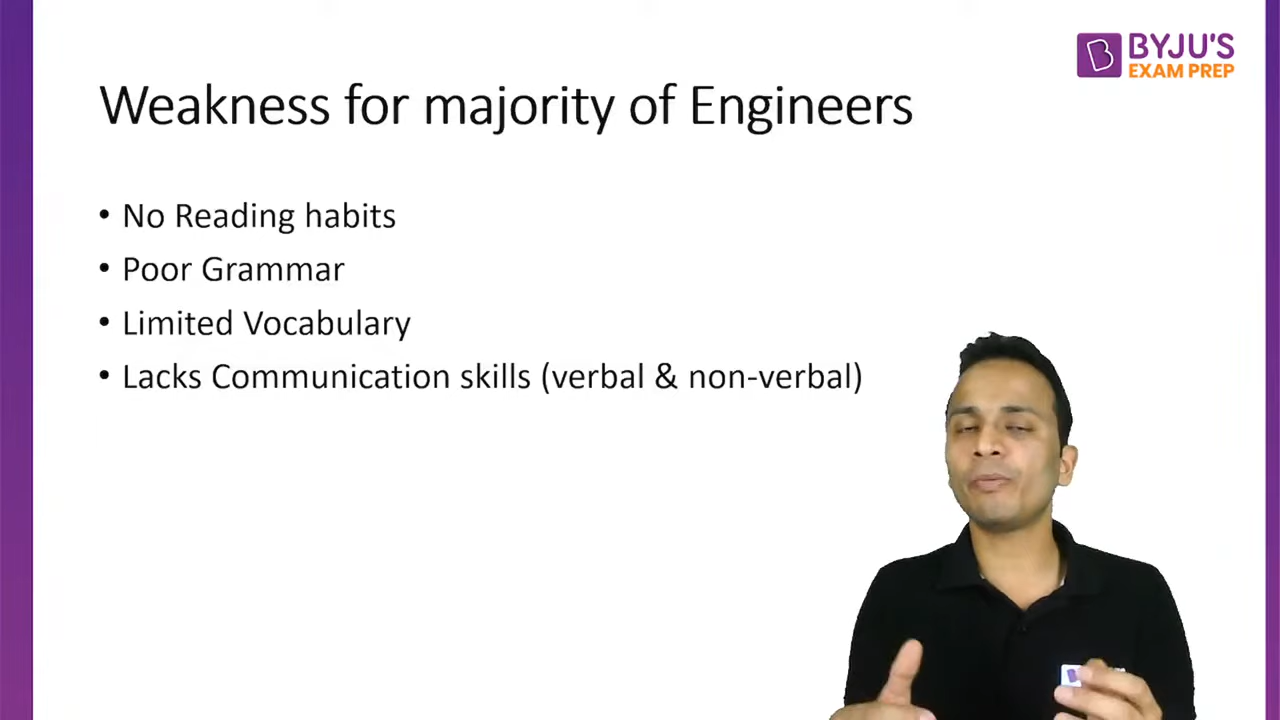 BYJU'S
EXAM PREP
Weakness for majority of Engineers
• No Reading habits
• Poor Grammar
• Limited Vocabulary
• Lacks Communication skills (verbal & non-verbal)